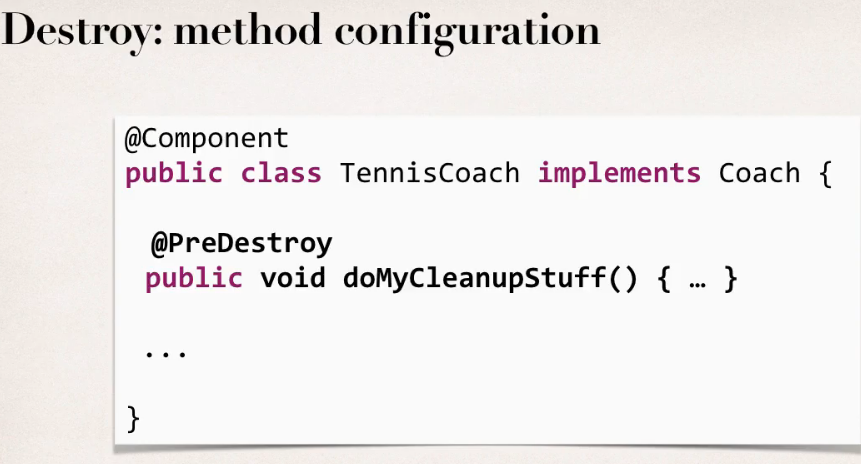 Destroy: method configuration
@Component
public class TennisCoach implements Coach {
@PreDestroy
public void doMyCleanupStuff() { … }
...
}